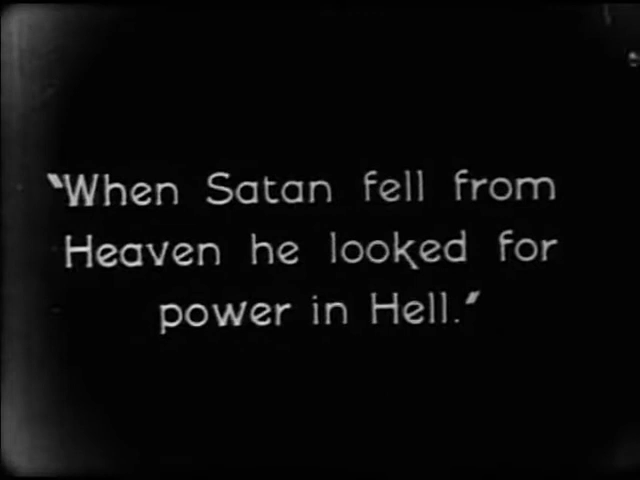 "When Satan fell from
Heaven he looked for
power in Hell."